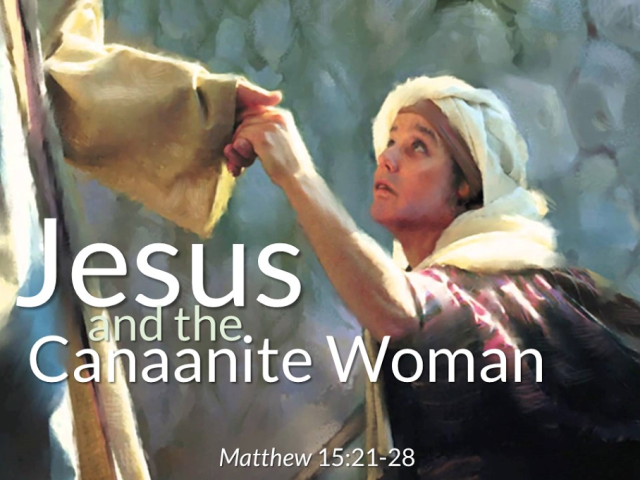 Jesus
and the
Canaanite Woman
Matthew 15:21-28